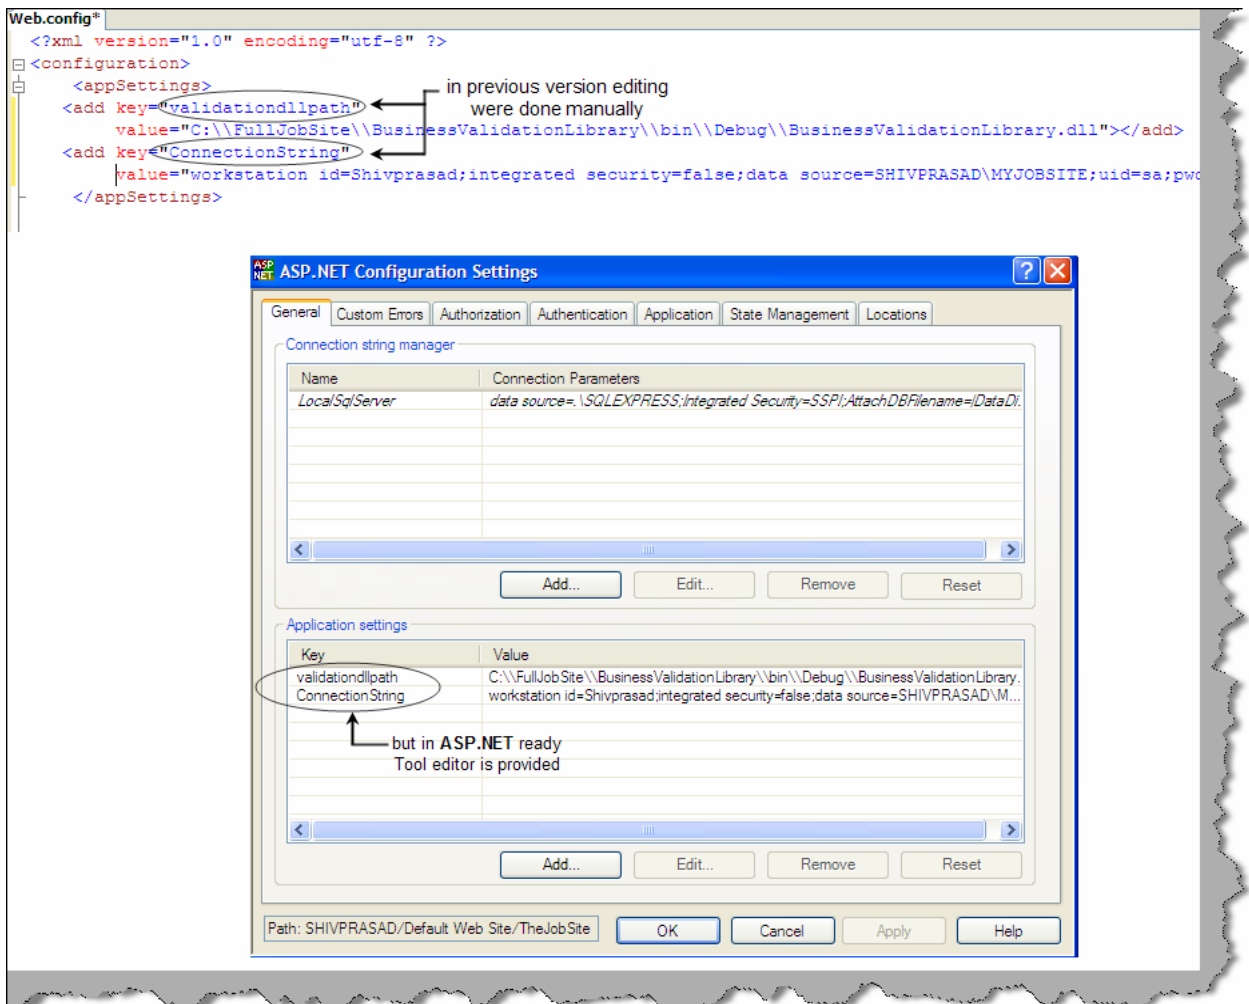 Web.config*
<?xml version="1.0" encoding="utf-8" ?>
<configuration>
<appSettings>
in previous version editing
<add key="validationdllpath"
were done manually
value="C:\\FullJobSite\\BusinessValidationLibrary\\bin\\Debug\\BusinessValidationLibrary.dll"></add>
<add key="ConnectionString"
value="workstation id=Shivprasad;integrated security=false;data source=SHIVPRASAD\MYJOBSITE;uid=sa;pwd
</appSettings>
ASP.NET ASP.NET Configuration Settings
General Custom Errors Authorization Authentication Application State Management Locations
Connection string manager
Name Connection Parameters
LocalSqlServer data source=.\SQLEXPRESS;Integrated Security=SSPI;AttachDBFilename=|DataDi...
Add... Edit... Remove Reset
Application settings
Key Value
validationdllpath C:\\FullJobSite\\BusinessValidationLibrary\\bin\\Debug\\BusinessValidationLibrary.
ConnectionString workstation id=Shivprasad;integrated security=false;data source=SHIVPRASAD\M...
but in ASP.NET ready
Tool editor is provided
Add... Edit... Remove Reset
Path: SHIVPRASAD/Default Web Site/TheJobSite OK Cancel Apply Help